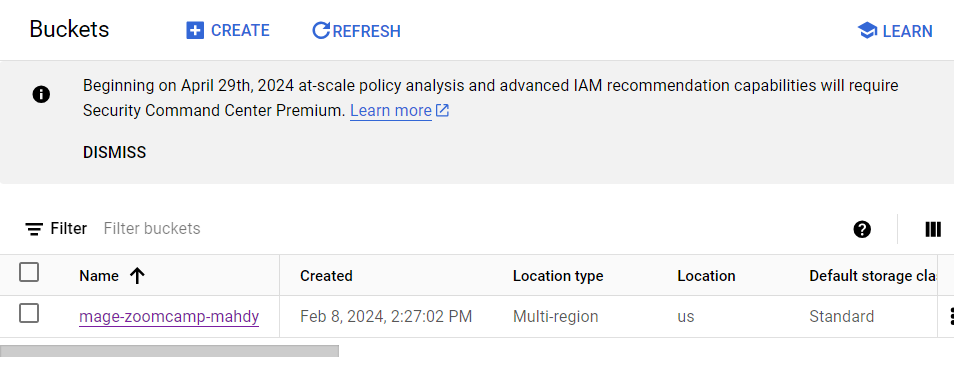 Buckets CREATE REFRESH LEARN
Beginning on April 29th, 2024 at-scale policy analysis and advanced IAM recommendation capabilities will require
Security Command Center Premium. Learn more
DISMISS
Filter Filter buckets
Name Created Location type Location Default storage cla
mage-zoomcamp-mahdy Feb 8, 2024, 2:27:02 PM Multi-region us Standard